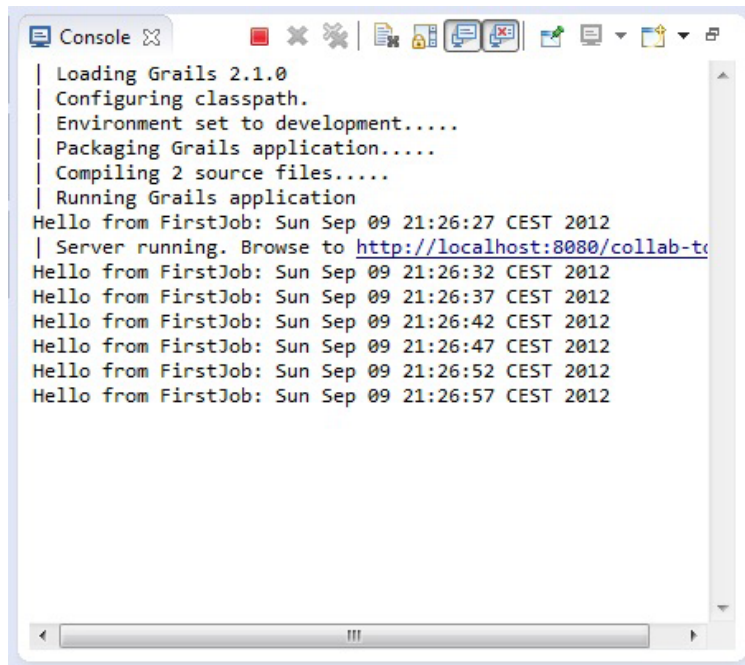 Console
| Loading Grails 2.1.0
| Configuring classpath.
| Environment set to development.....
| Packaging Grails application.....
| Compiling 2 source files.....
| Running Grails application
Hello from FirstJob: Sun Sep 09 21:26:27 CEST 2012
| Server running. Browse to http://localhost:8080/collab-to
Hello from FirstJob: Sun Sep 09 21:26:32 CEST 2012
Hello from FirstJob: Sun Sep 09 21:26:37 CEST 2012
Hello from FirstJob: Sun Sep 09 21:26:42 CEST 2012
Hello from FirstJob: Sun Sep 09 21:26:47 CEST 2012
Hello from FirstJob: Sun Sep 09 21:26:52 CEST 2012
Hello from FirstJob: Sun Sep 09 21:26:57 CEST 2012